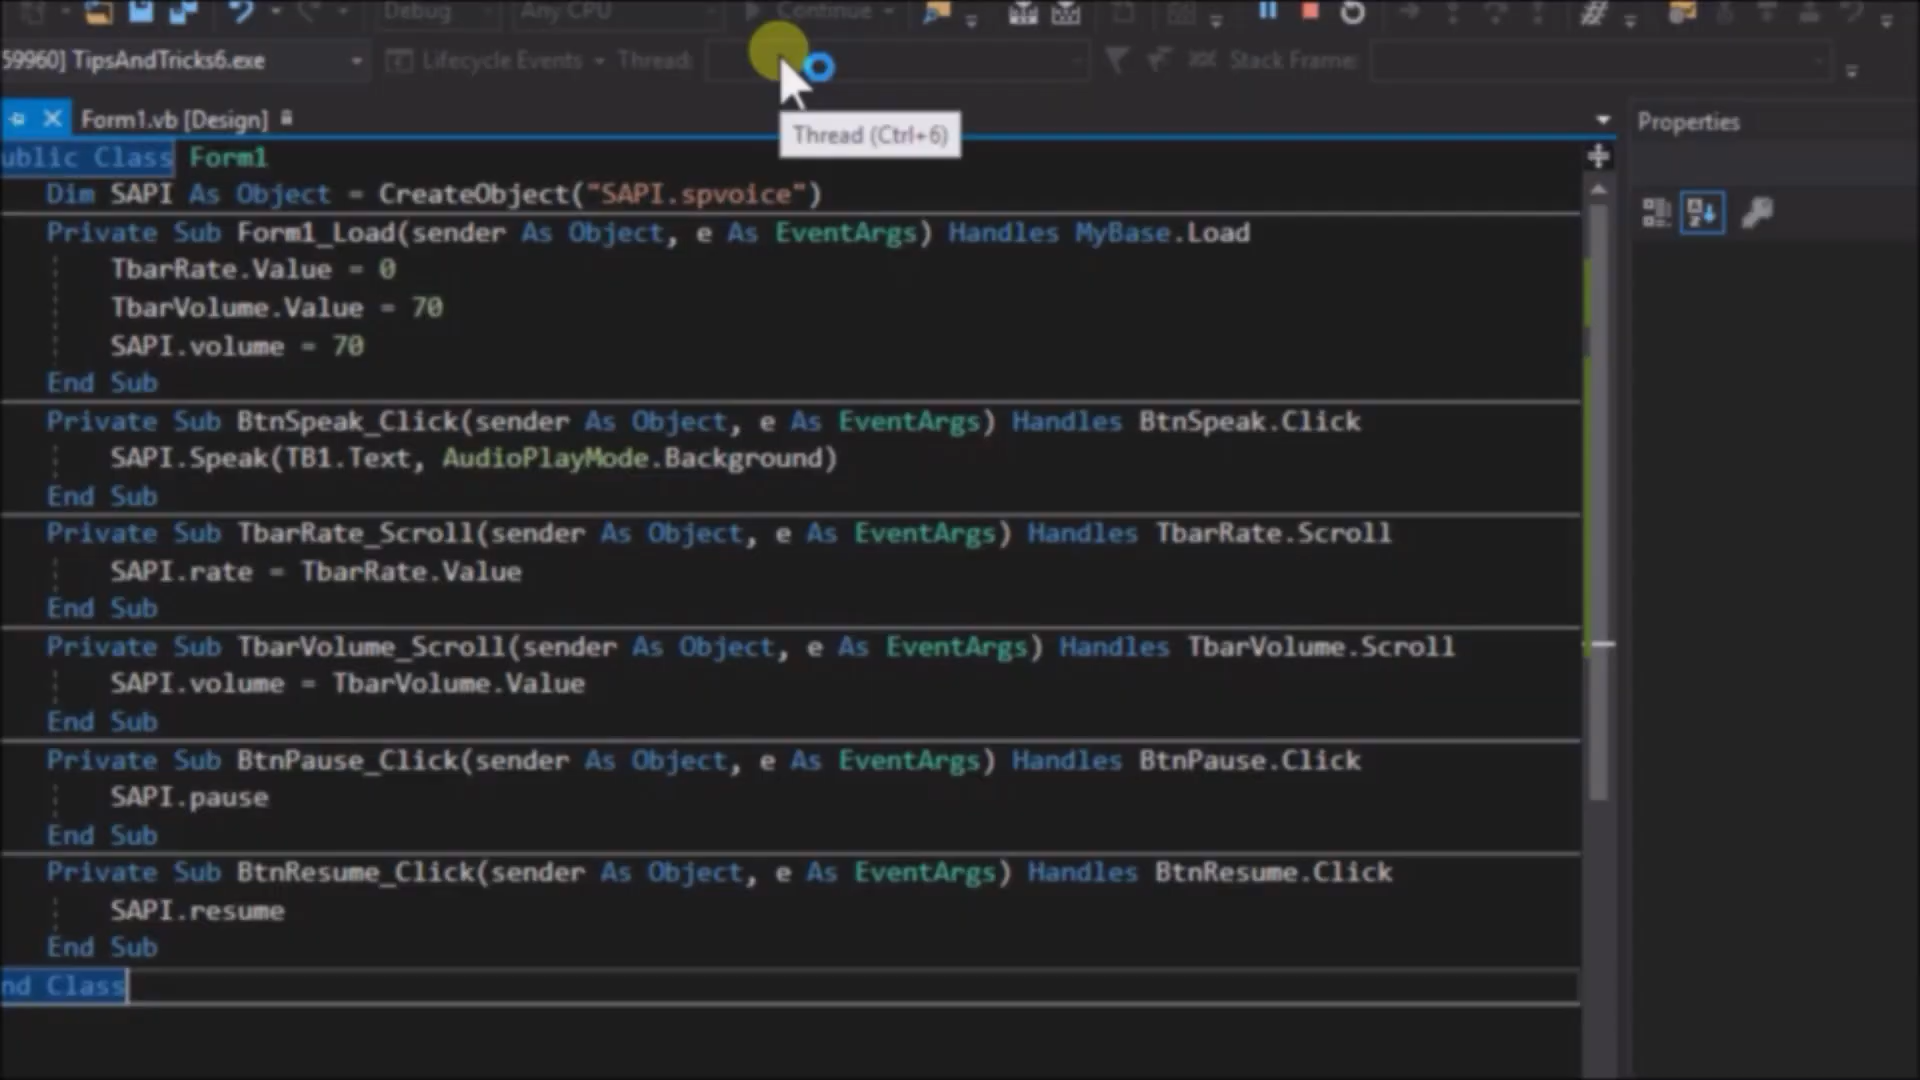 Debug Any CPU Continue
59960] TipsAndTricks6.exe Lifecycle Events Thread: Stack Frame:
Form1.vb [Design] Properties
Thread (Ctrl+6)
ublic Class Form1
Dim SAPI As Object = CreateObject("SAPI.spvoice")
Private Sub Form1_Load(sender As Object, e As EventArgs) Handles MyBase.Load
TbarRate.Value = 0
TbarVolume.Value = 70
SAPI.volume = 70
End Sub
Private Sub BtnSpeak_Click(sender As Object, e As EventArgs) Handles BtnSpeak.Click
SAPI.Speak(TB1.Text, AudioPlayMode.Background)
End Sub
Private Sub TbarRate_Scroll(sender As Object, e As EventArgs) Handles TbarRate.Scroll
SAPI.rate = TbarRate.Value
End Sub
Private Sub TbarVolume_Scroll(sender As Object, e As EventArgs) Handles TbarVolume.Scroll
SAPI.volume = TbarVolume.Value
End Sub
Private Sub BtnPause_Click(sender As Object, e As EventArgs) Handles BtnPause.Click
SAPI.pause
End Sub
Private Sub BtnResume_Click(sender As Object, e As EventArgs) Handles BtnResume.Click
SAPI.resume
End Sub
nd Class